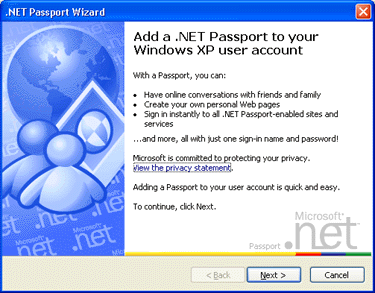 .NET Passport Wizard
Add a .NET Passport to your
Windows XP user account
With a Passport, you can:
• Have online conversations with friends and family
• Create your own personal Web pages
• Sign in instantly to all .NET Passport-enabled sites and
services
...and more, all with just one sign-in name and password!
Microsoft is committed to protecting your privacy.
View the privacy statement.
Adding a Passport to your user account is quick and easy.
To continue, click Next.
Microsoft
.net
Microsoft
Passport .net
< Back Next > Cancel